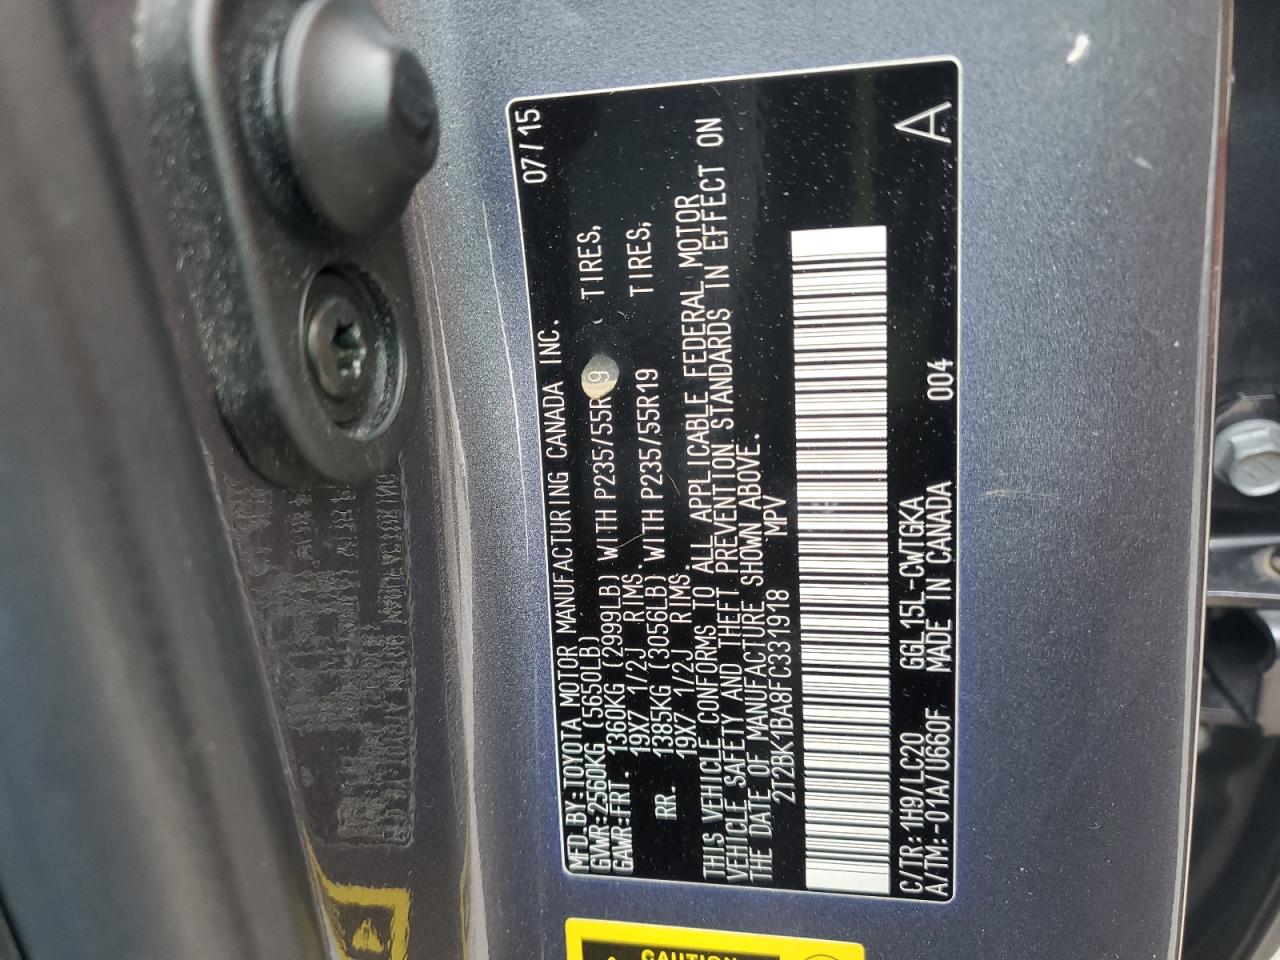 MFD BY:TOYOTA MOTOR MANUFACTURING CANADA INC. 07/15
GVWR:2560KG (5650LB)
GAWR:FRT. 1360KG (2999LB) WITH P235/55R 9 TIRES,
19X7 1/2J RIMS.
RR. 1385KG (3056LB) WITH P235/55R19 TIRES,
19X7 1/2J RIMS.
THIS VEHICLE CONFORMS TO ALL APPLICABLE FEDERAL MOTOR
VEHICLE SAFETY AND THEFT PREVENTION STANDARDS IN EFFECT ON
THE DATE OF MANUFACTURE SHOWN ABOVE.
2T2BK1BA8FC331918 MPV
C/TR:1H9/LC20 GGL15L-CWTGKA 004
A/TM:-01A/U660F MADE IN CANADA A
CAUTION